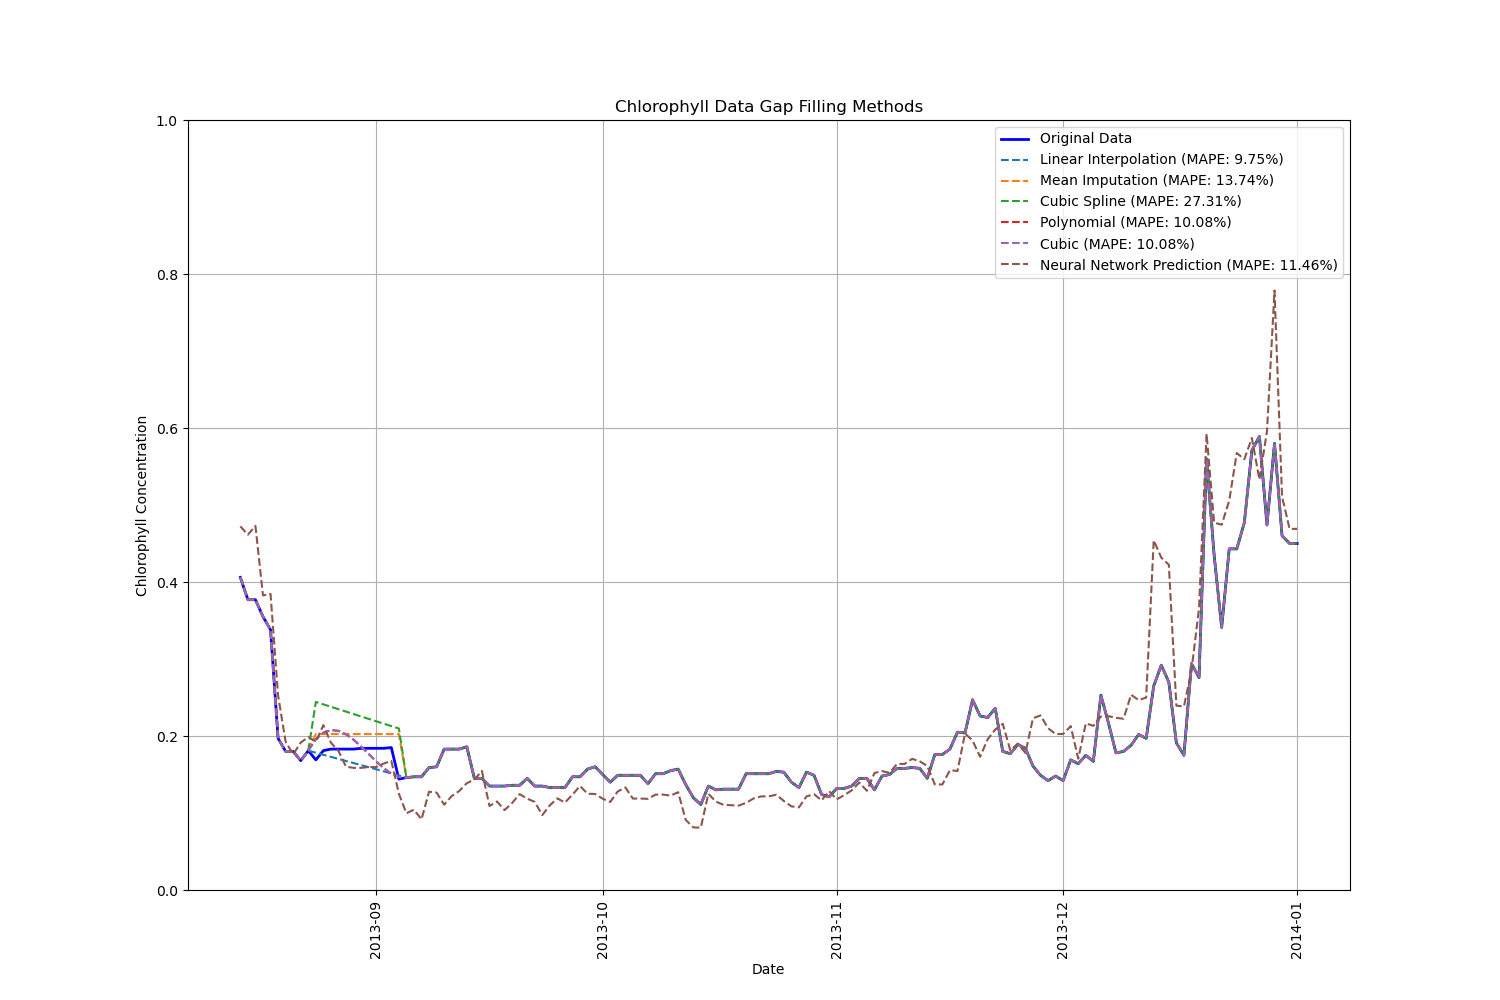 Chlorophyll Data Gap Filling Methods
1.0
0.8
0.6
0.4
0.2
0.0
Chlorophyll Concentration
Original Data
Linear Interpolation (MAPE: 9.75%)
Mean Imputation (MAPE: 13.74%)
Cubic Spline (MAPE: 27.31%)
Polynomial (MAPE: 10.08%)
Cubic (MAPE: 10.08%)
Neural Network Prediction (MAPE: 11.46%)
2013-09
2013-10
2013-11
2013-12
2014-01
Date